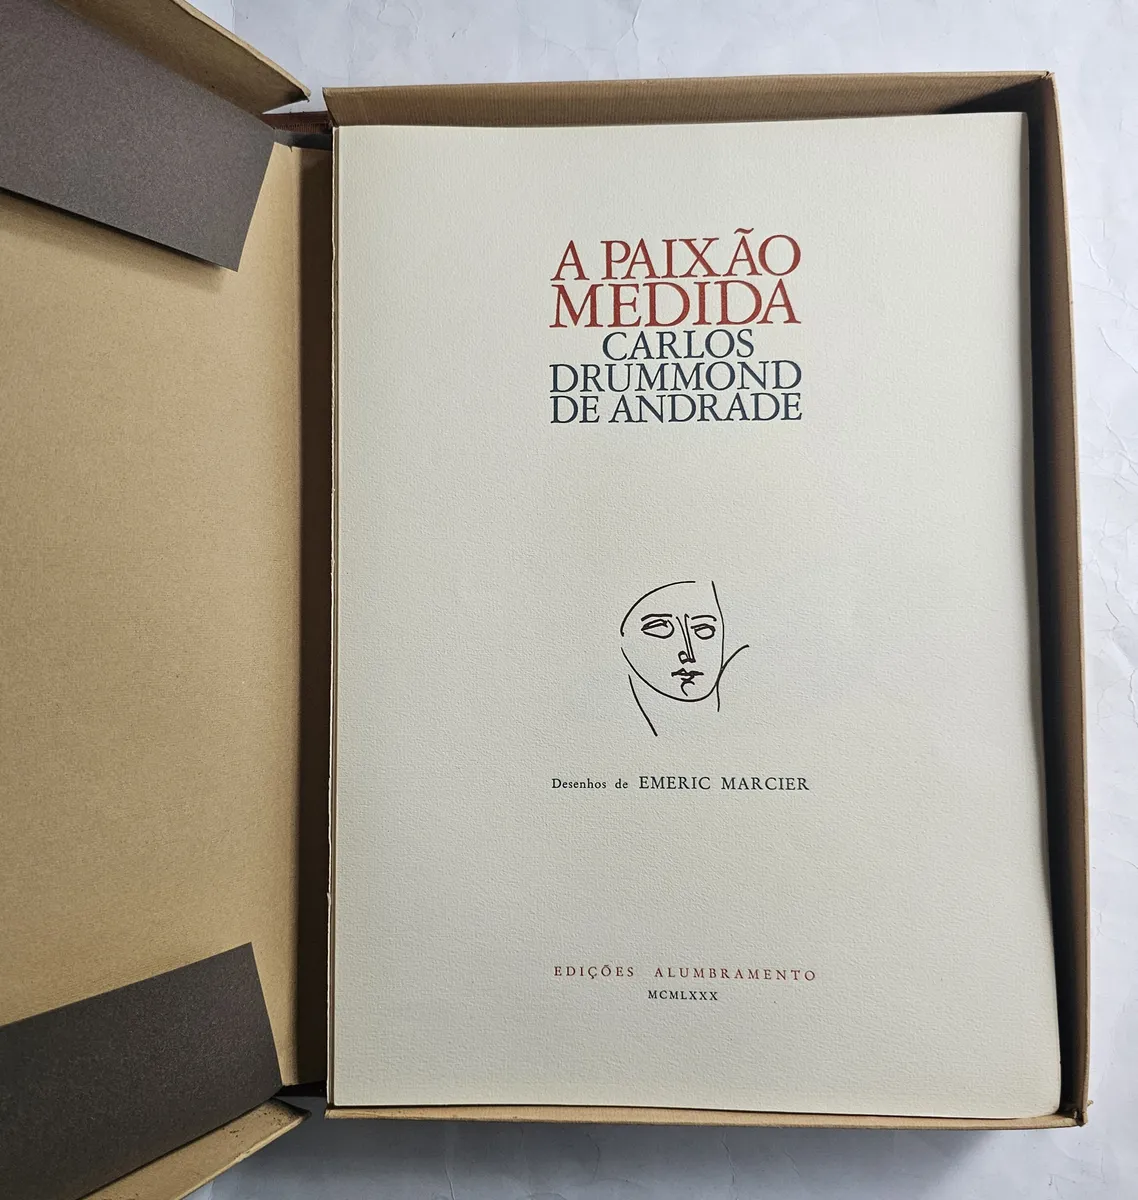 A PAIXÃO
MEDIDA
CARLOS
DRUMMOND
DE ANDRADE
Desenhos de EMERIC MARCIER
EDIÇÕES ALUMBRAMENTO
MCMLXXX